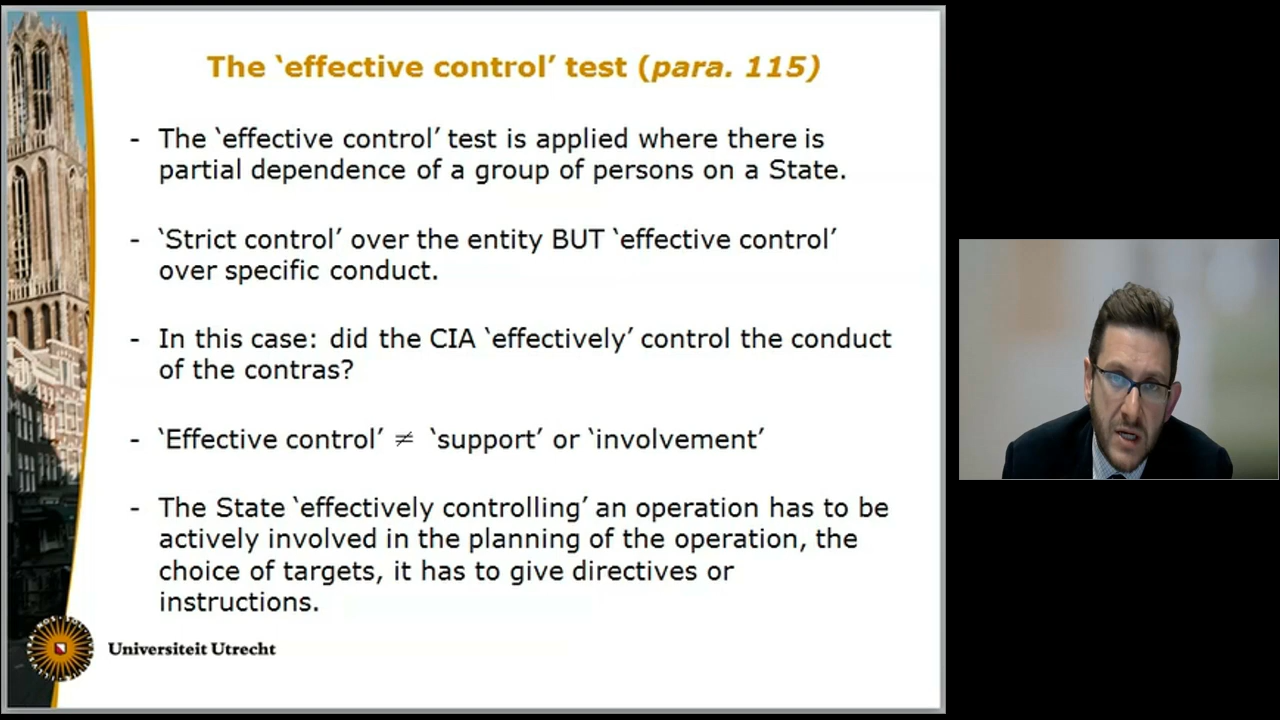 The ‘effective control’ test (para. 115)
- The ‘effective control’ test is applied where there is
partial dependence of a group of persons on a State.
- ‘Strict control’ over the entity BUT ‘effective control’
over specific conduct.
- In this case: did the CIA ‘effectively’ control the conduct
of the contras?
- ‘Effective control’ ≠ ‘support’ or ‘involvement’
- The State ‘effectively controlling’ an operation has to be
actively involved in the planning of the operation, the
choice of targets, it has to give directives or
instructions.
Universiteit Utrecht